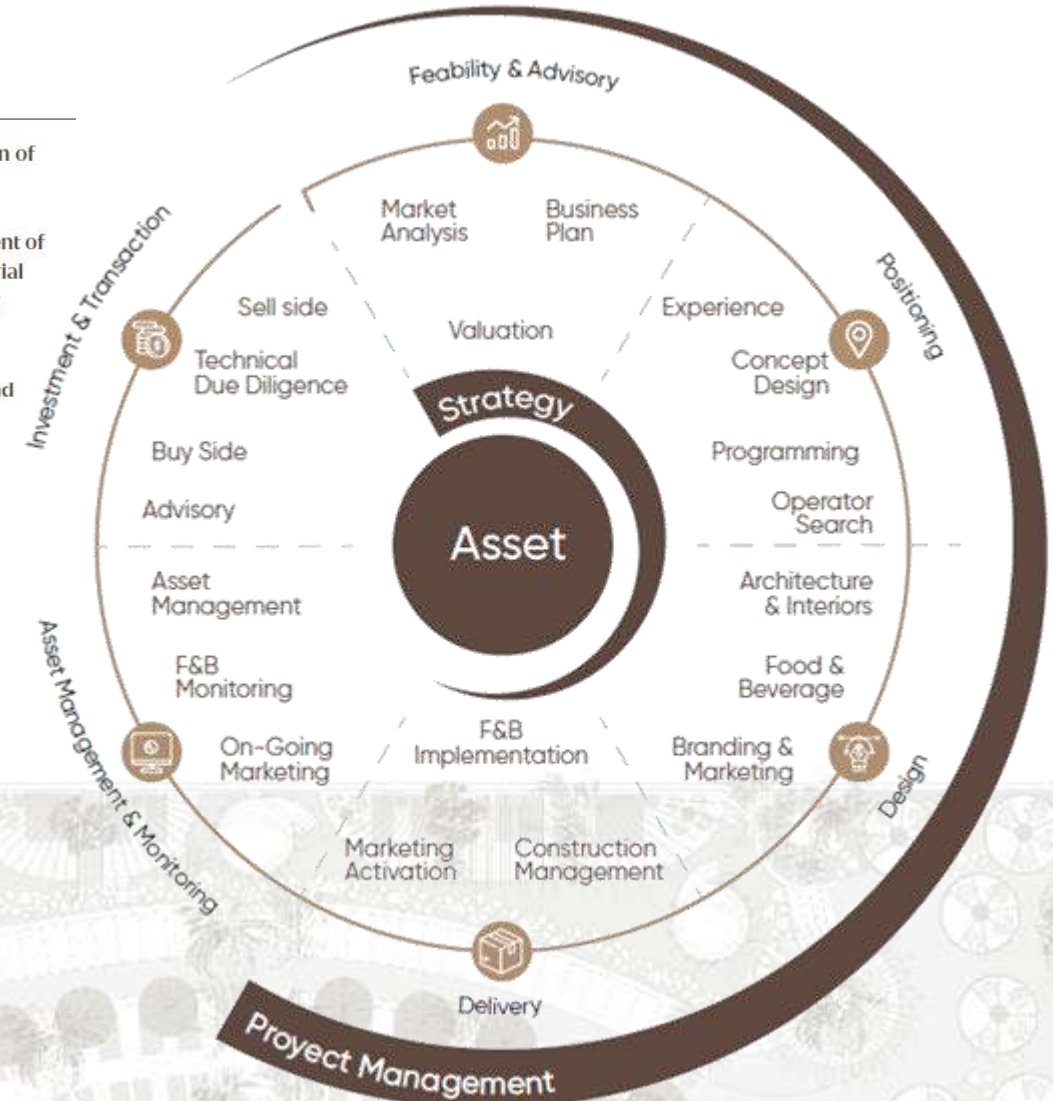 Feability & Advisory
Market
Analysis
Business
Plan
Valuation
Positioning
Experience
Concept
Design
Programming
Operator
Search
Design
Architecture
& Interiors
Food &
Beverage
Branding &
Marketing
Delivery
F&B
Implementation
Marketing
Activation
Construction
Management
Asset Management & Monitoring
Asset
Management
F&B
Monitoring
On-Going
Marketing
Investment & Transaction
Sell side
Technical
Due Diligence
Buy Side
Advisory
Strategy
Asset
Proyect Management
of
of